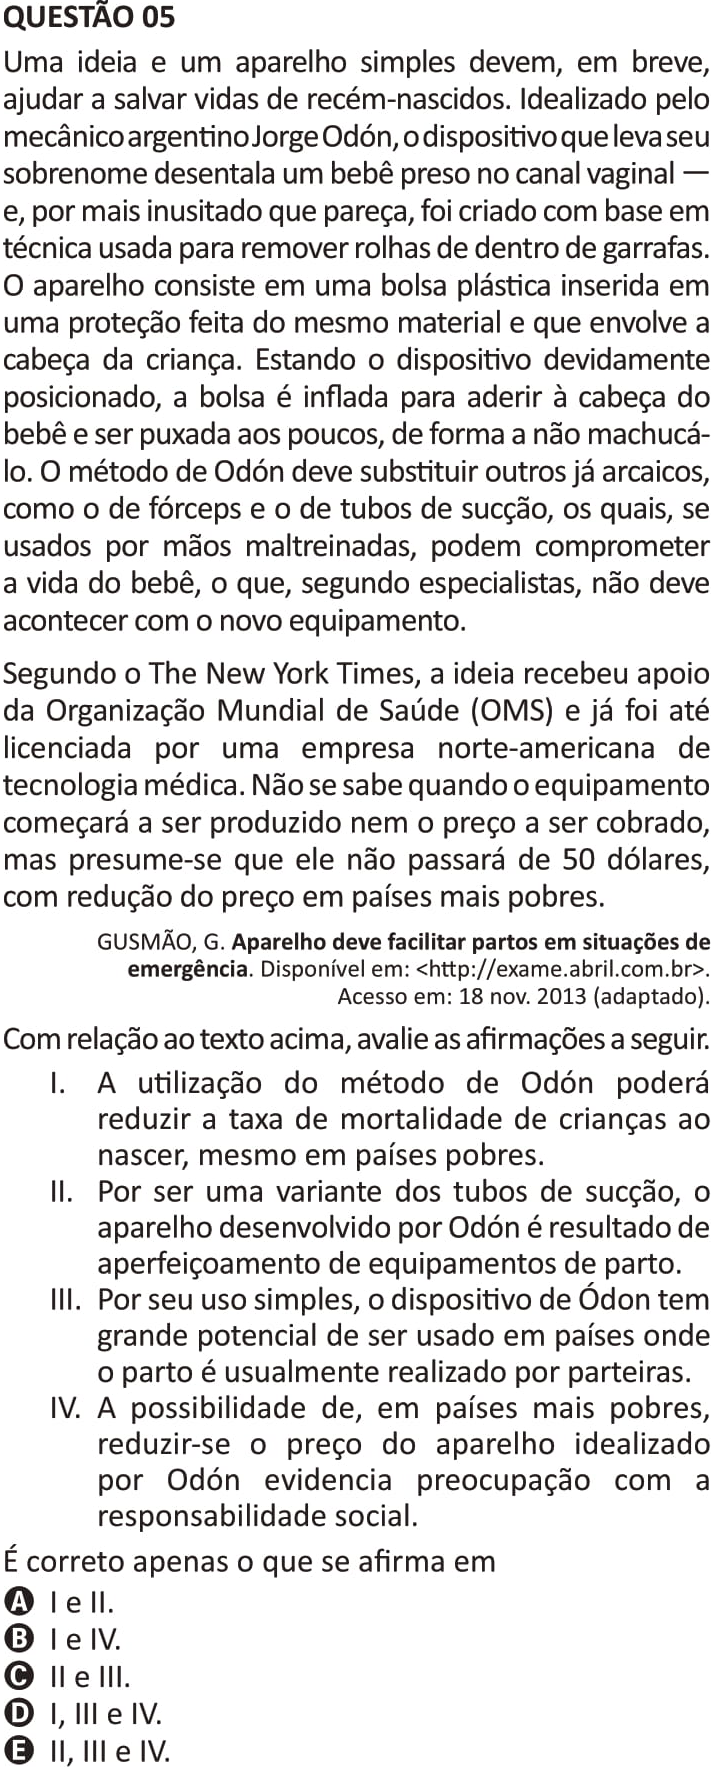 QUESTÃO 05
Uma ideia e um aparelho simples devem, em breve,
ajudar a salvar vidas de recém-nascidos. Idealizado pelo
mecânico argentino Jorge Odón, o dispositivo que leva seu
sobrenome desentala um bebê preso no canal vaginal —
e, por mais inusitado que pareça, foi criado com base em
técnica usada para remover rolhas de dentro de garrafas.
O aparelho consiste em uma bolsa plástica inserida em
uma proteção feita do mesmo material e que envolve a
cabeça da criança. Estando o dispositivo devidamente
posicionado, a bolsa é inflada para aderir à cabeça do
bebê e ser puxada aos poucos, de forma a não machucá-
lo. O método de Odón deve substituir outros já arcaicos,
como o de fórceps e o de tubos de sucção, os quais, se
usados por mãos maltreinadas, podem comprometer
a vida do bebê, o que, segundo especialistas, não deve
acontecer com o novo equipamento.
Segundo o The New York Times, a ideia recebeu apoio
da Organização Mundial de Saúde (OMS) e já foi até
licenciada por uma empresa norte-americana de
tecnologia médica. Não se sabe quando o equipamento
começará a ser produzido nem o preço a ser cobrado,
mas presume-se que ele não passará de 50 dólares,
com redução do preço em países mais pobres.
GUSMÃO, G. Aparelho deve facilitar partos em situações de
emergência. Disponível em: <http://exame.abril.com.br>.
Acesso em: 18 nov. 2013 (adaptado).
Com relação ao texto acima, avalie as afirmações a seguir.
I. A utilização do método de Odón poderá
reduzir a taxa de mortalidade de crianças ao
nascer, mesmo em países pobres.
II. Por ser uma variante dos tubos de sucção, o
aparelho desenvolvido por Odón é resultado de
aperfeiçoamento de equipamentos de parto.
III. Por seu uso simples, o dispositivo de Ódon tem
grande potencial de ser usado em países onde
o parto é usualmente realizado por parteiras.
IV. A possibilidade de, em países mais pobres,
reduzir-se o preço do aparelho idealizado
por Odón evidencia preocupação com a
responsabilidade social.
É correto apenas o que se afirma em
A I e II.
B I e IV.
C II e III.
D I, III e IV.
E II, III e IV.